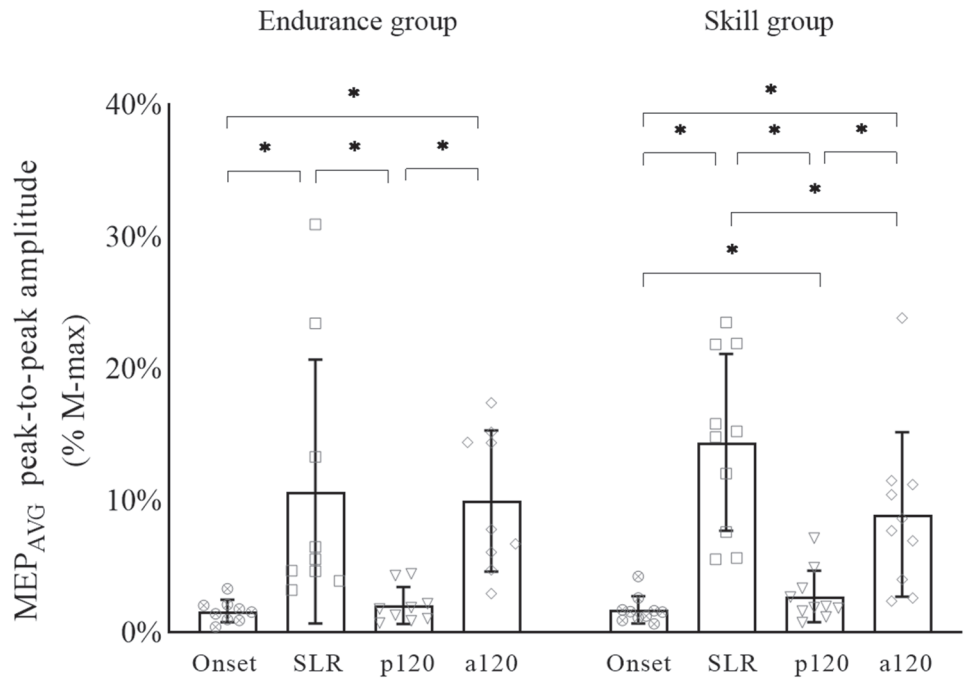 Endurance group
Skill group
MEP_AVG peak-to-peak amplitude
(% M-max)
40%
30%
20%
10%
0%
* * * *
* * * * * *
Onset SLR p120 a120
Onset SLR p120 a120